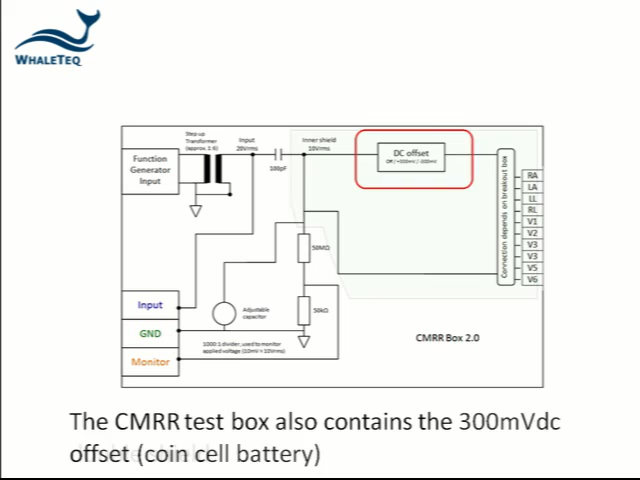 WHALETEQ
Step up
Transformer
(approx. 1:6)
Input
20Vrms
Inner shield
10Vrms
DC offset
Off / +300mV / -300mV
Function
Generator
Input
100pF
Connection depends on breakout box
RA
LA
LL
RL
V1
V2
V3
V3
V5
V6
50MΩ
50kΩ
Adjustable
capacitor
Input
GND
Monitor
1000:1 divider, used to monitor
applied voltage (10mV = 10Vrms)
CMRR Box 2.0
The CMRR test box also contains the 300mVdc
offset (coin cell battery)